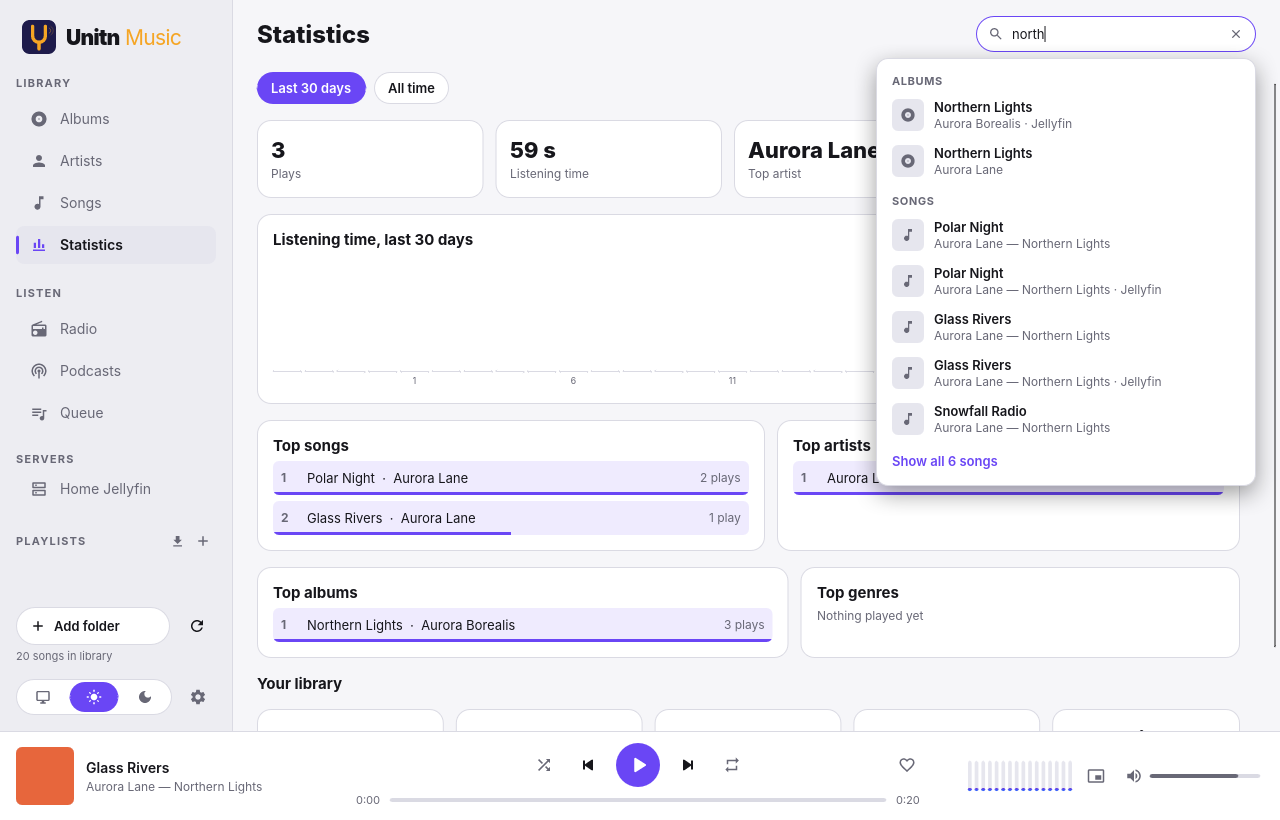 Unitn Music
LIBRARY
Albums
Artists
Songs
Statistics
LISTEN
Radio
Podcasts
Queue
SERVERS
Home Jellyfin
PLAYLISTS
Add folder
20 songs in library
Statistics
north
Last 30 days
All time
3
Plays
59 s
Listening time
Aurora Lane
Top artist
Listening time, last 30 days
1
6
11
ALBUMS
Northern Lights
Aurora Borealis · Jellyfin
Northern Lights
Aurora Lane
SONGS
Polar Night
Aurora Lane — Northern Lights
Polar Night
Aurora Lane — Northern Lights · Jellyfin
Glass Rivers
Aurora Lane — Northern Lights
Glass Rivers
Aurora Lane — Northern Lights · Jellyfin
Snowfall Radio
Aurora Lane — Northern Lights
Show all 6 songs
Top songs
1 Polar Night · Aurora Lane 2 plays
2 Glass Rivers · Aurora Lane 1 play
Top artists
1 Aurora
Top albums
1 Northern Lights · Aurora Borealis 3 plays
Top genres
Nothing played yet
Your library
Glass Rivers
Aurora Lane — Northern Lights
0:00
0:20